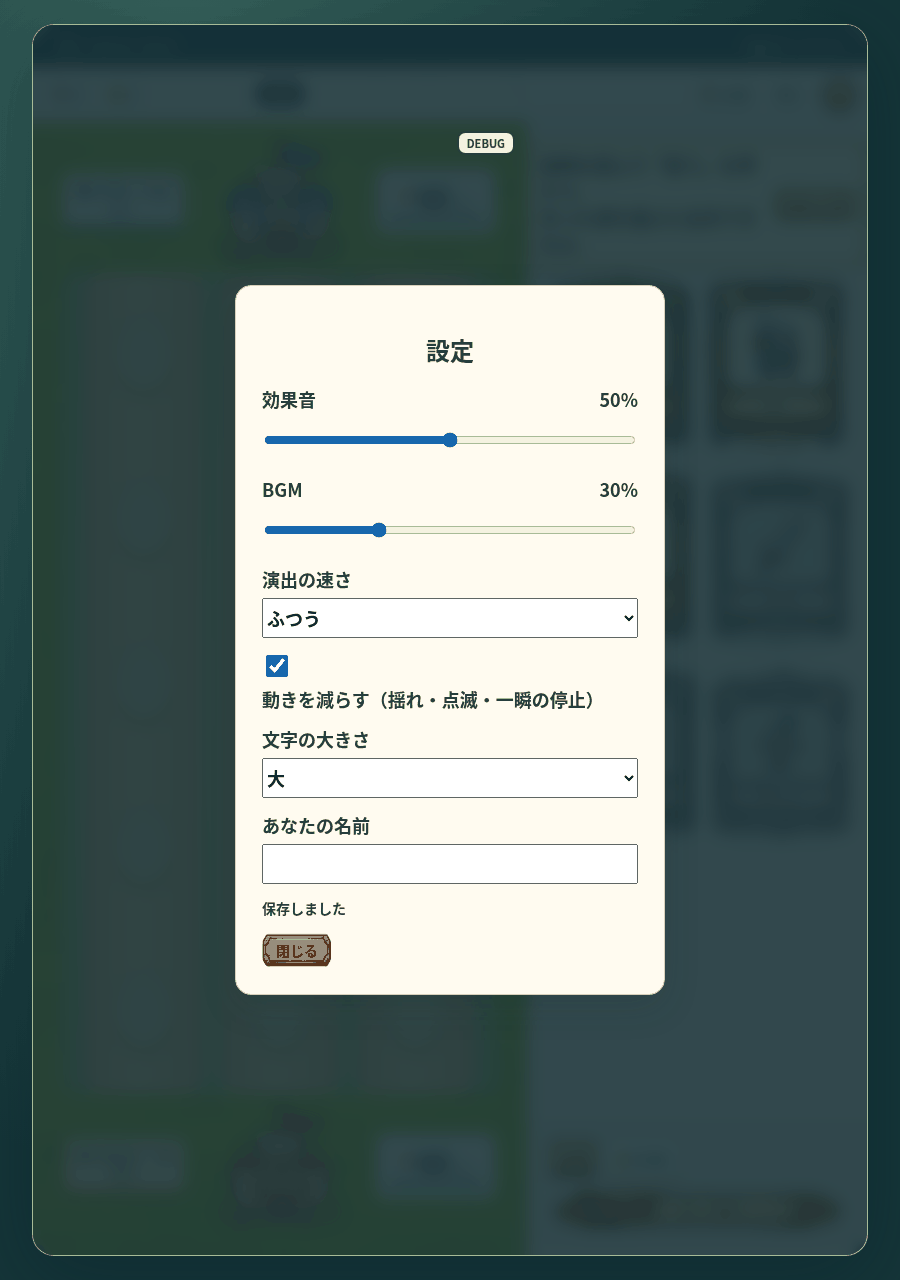 DEBUG
設定
効果音 50%
BGM 30%
演出の速さ
ふつう
動きを減らす（揺れ・点滅・一瞬の停止）
文字の大きさ
大
あなたの名前
保存しました
閉じる